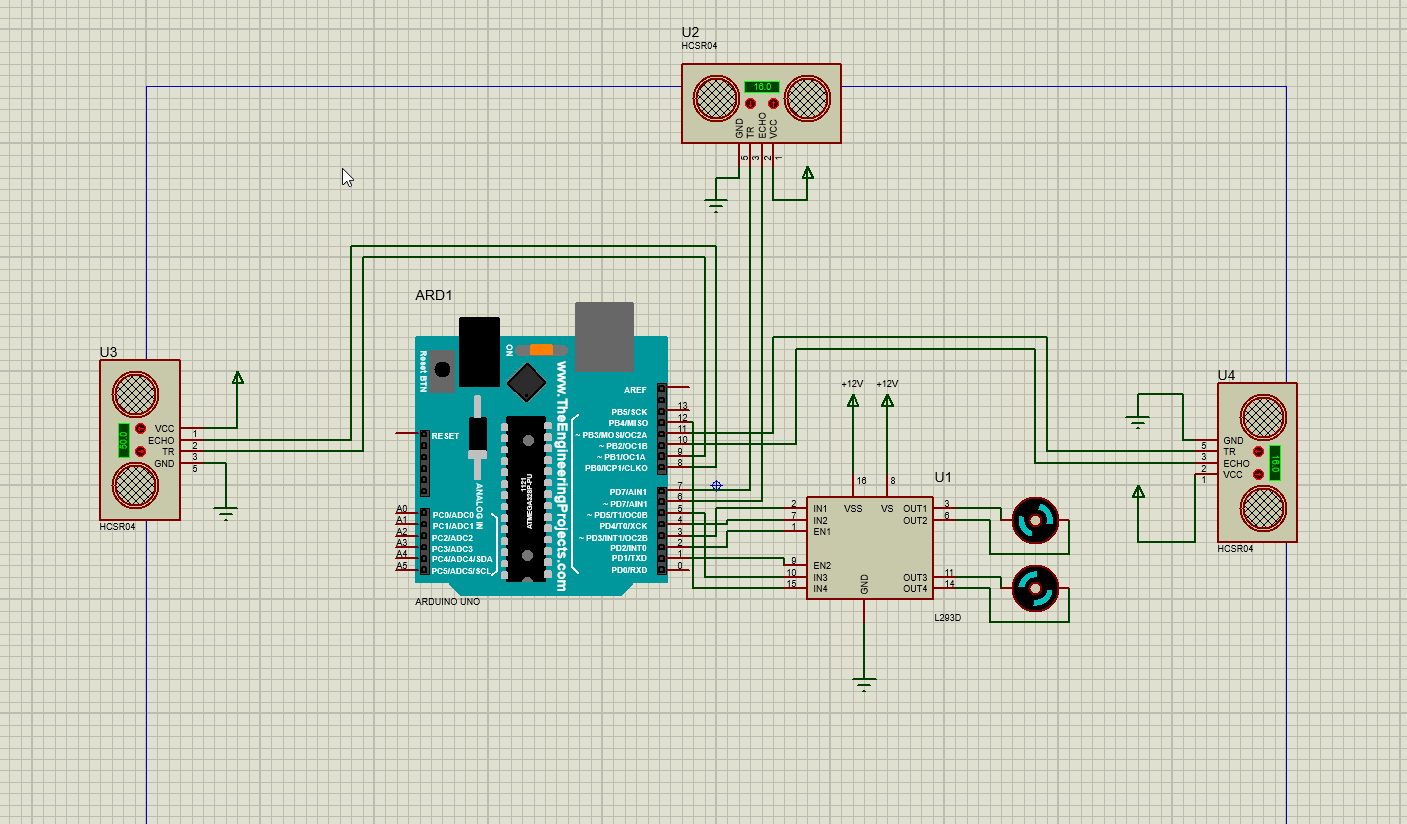 U2
HCSR04
16.0
GND
TR
ECHO
VCC
5
3
2
1
ARD1
ON
Reset BTN
www.TheEngineeringProjects.com
AREF
PB5/SCK 13
PB4/MISO 12
~ PB3/MOSI/OC2A 11
~ PB2/OC1B 10
~ PB1/OC1A 9
PB0/ICP1/CLKO 8
PD7/AIN1 7
~ PD7/AIN1 6
~ PD5/T1/OC0B 5
PD4/T0/XCK 4
~ PD3/INT1/OC2B 3
PD2/INT0 2
PD1/TXD 1
PD0/RXD 0
RESET
ANALOG IN
A0 PC0/ADC0
A1 PC1/ADC1
A2 PC2/ADC2
A3 PC3/ADC3
A4 PC4/ADC4/SDA
A5 PC5/ADC5/SCL
1121
ATMEGA328P-PU
ARDUINO UNO
U3
VCC 1
ECHO 2
TR 3
GND 5
HCSR04
+12V +12V
16 8
U1
VSS VS
2 IN1 OUT1 3
7 IN2 OUT2 6
1 EN1
9 EN2
10 IN3 OUT3 11
15 IN4 OUT4 14
GND
L293D
U4
5 GND
3 TR
2 ECHO
1 VCC
16.0
HCSR04